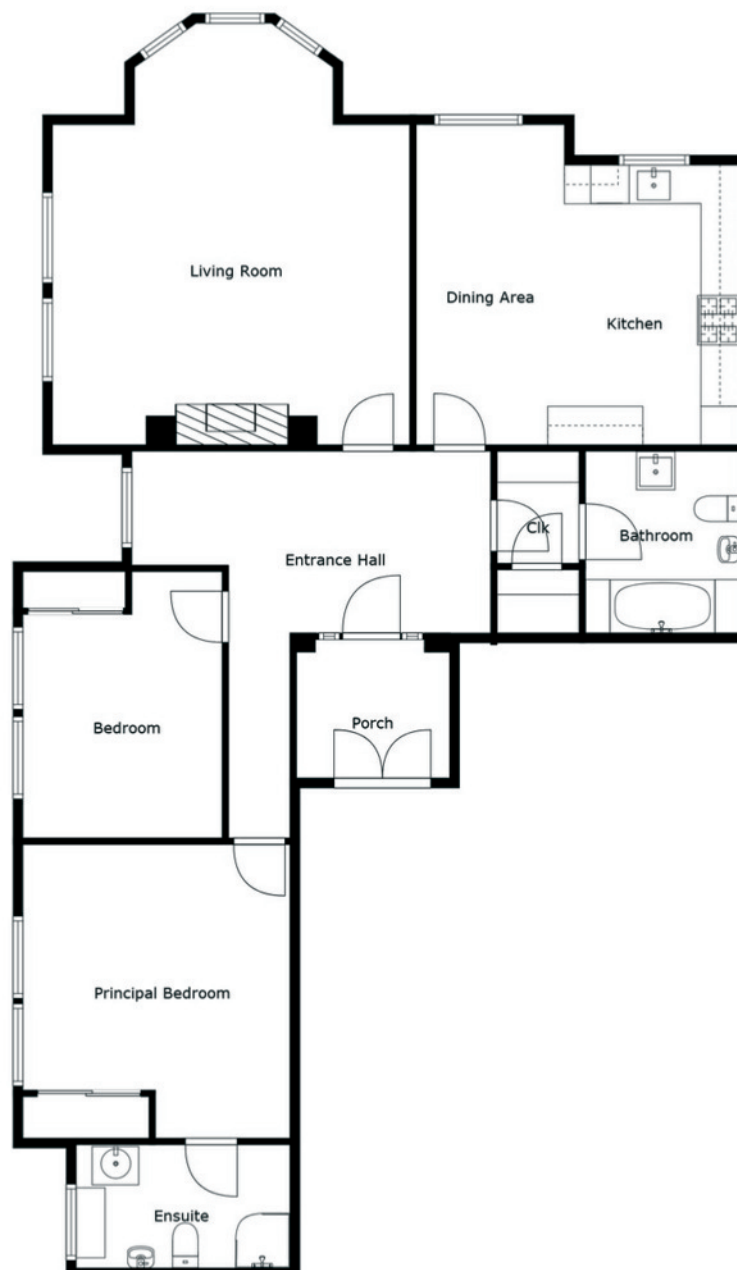 Living Room
Dining Area
Kitchen
Clk
Bathroom
Entrance Hall
Porch
Bedroom
Principal Bedroom
Ensuite